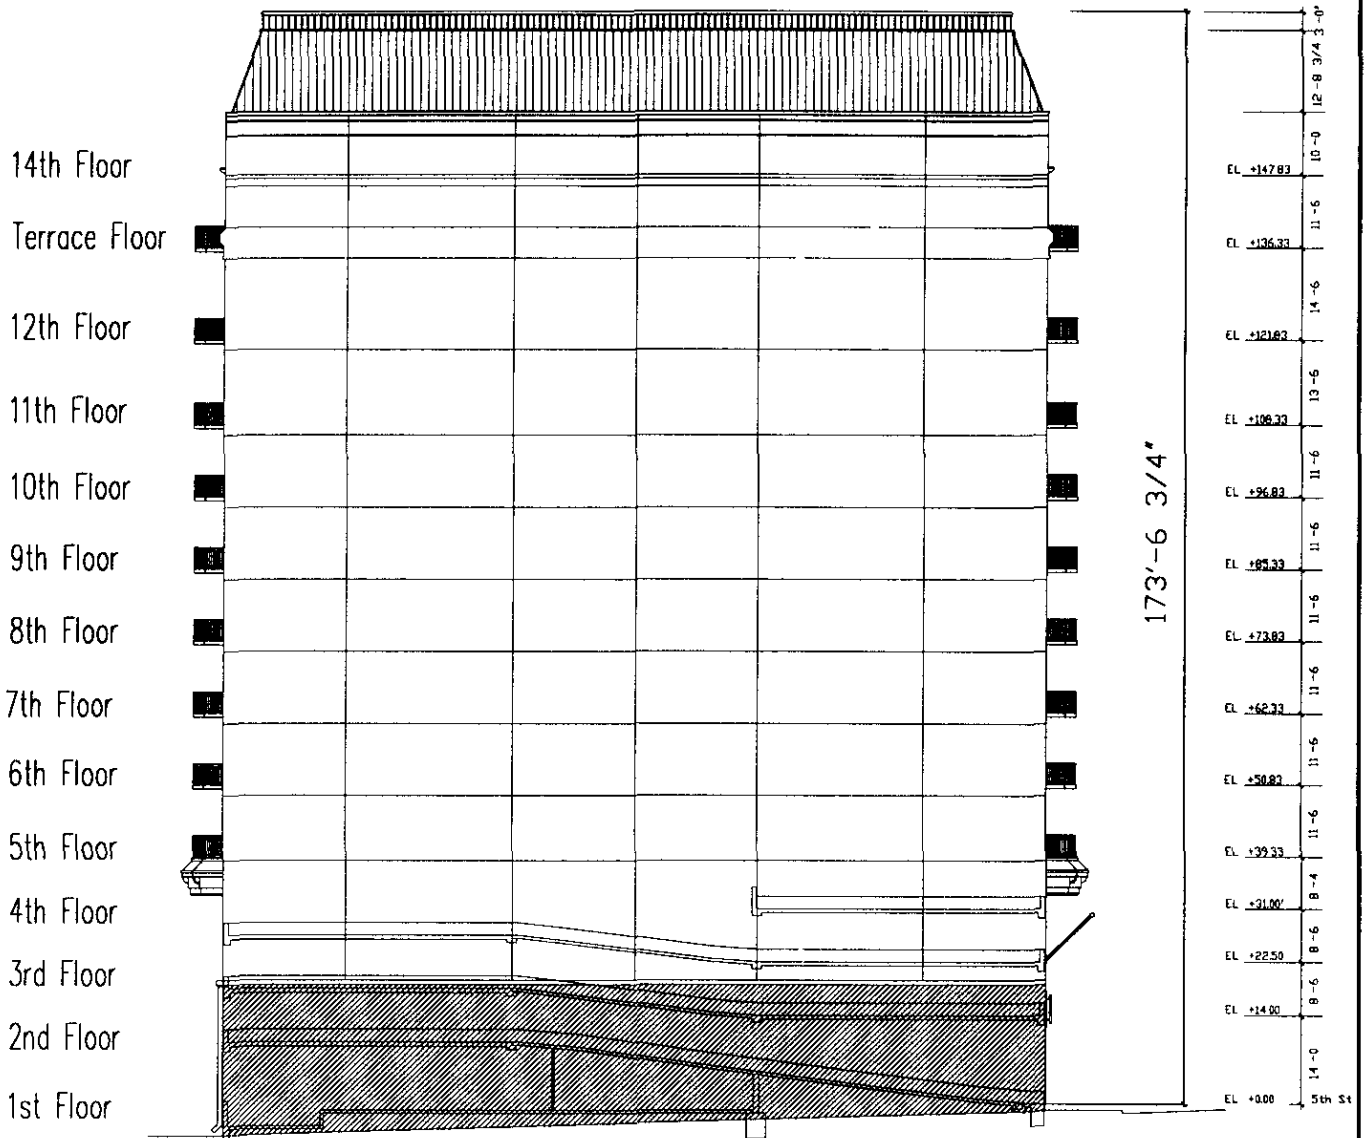 3 -0"
12 -8 3/4
10 -0
14th Floor
EL +147.83
11 -6
Terrace Floor
EL +136.33
14 -6
12th Floor
EL +121.83
13 -6
11th Floor
EL +108.33
11 -6
10th Floor
EL +96.83
173'-6 3/4"
11 -6
9th Floor
EL +85.33
11 -6
8th Floor
EL. +73.83
11 -6
7th Floor
EL +62.33
11 -6
6th Floor
EL +50.83
11 -6
5th Floor
EL +39.33
8 -4
4th Floor
EL +31.00'
8 -6
3rd Floor
EL +22.50
8 -6
2nd Floor
EL +14.00
14 -0
1st Floor
EL +0.00 5th St